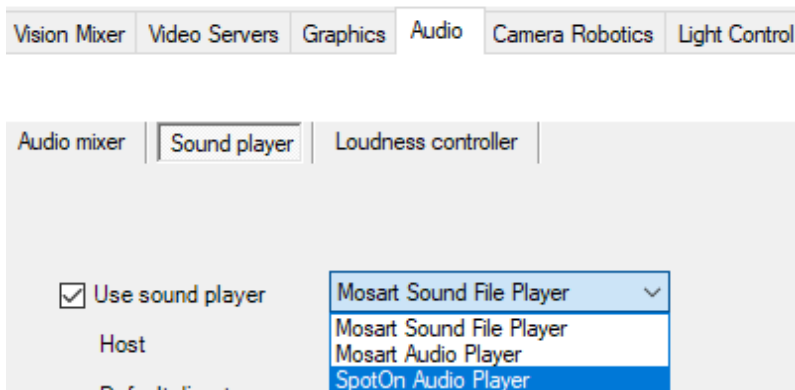 Vision Mixer Video Servers Graphics Audio Camera Robotics Light Control
Audio mixer Sound player Loudness controller
Use sound player Mosart Sound File Player
Mosart Sound File Player
Host
Mosart Audio Player
SpotOn Audio Player